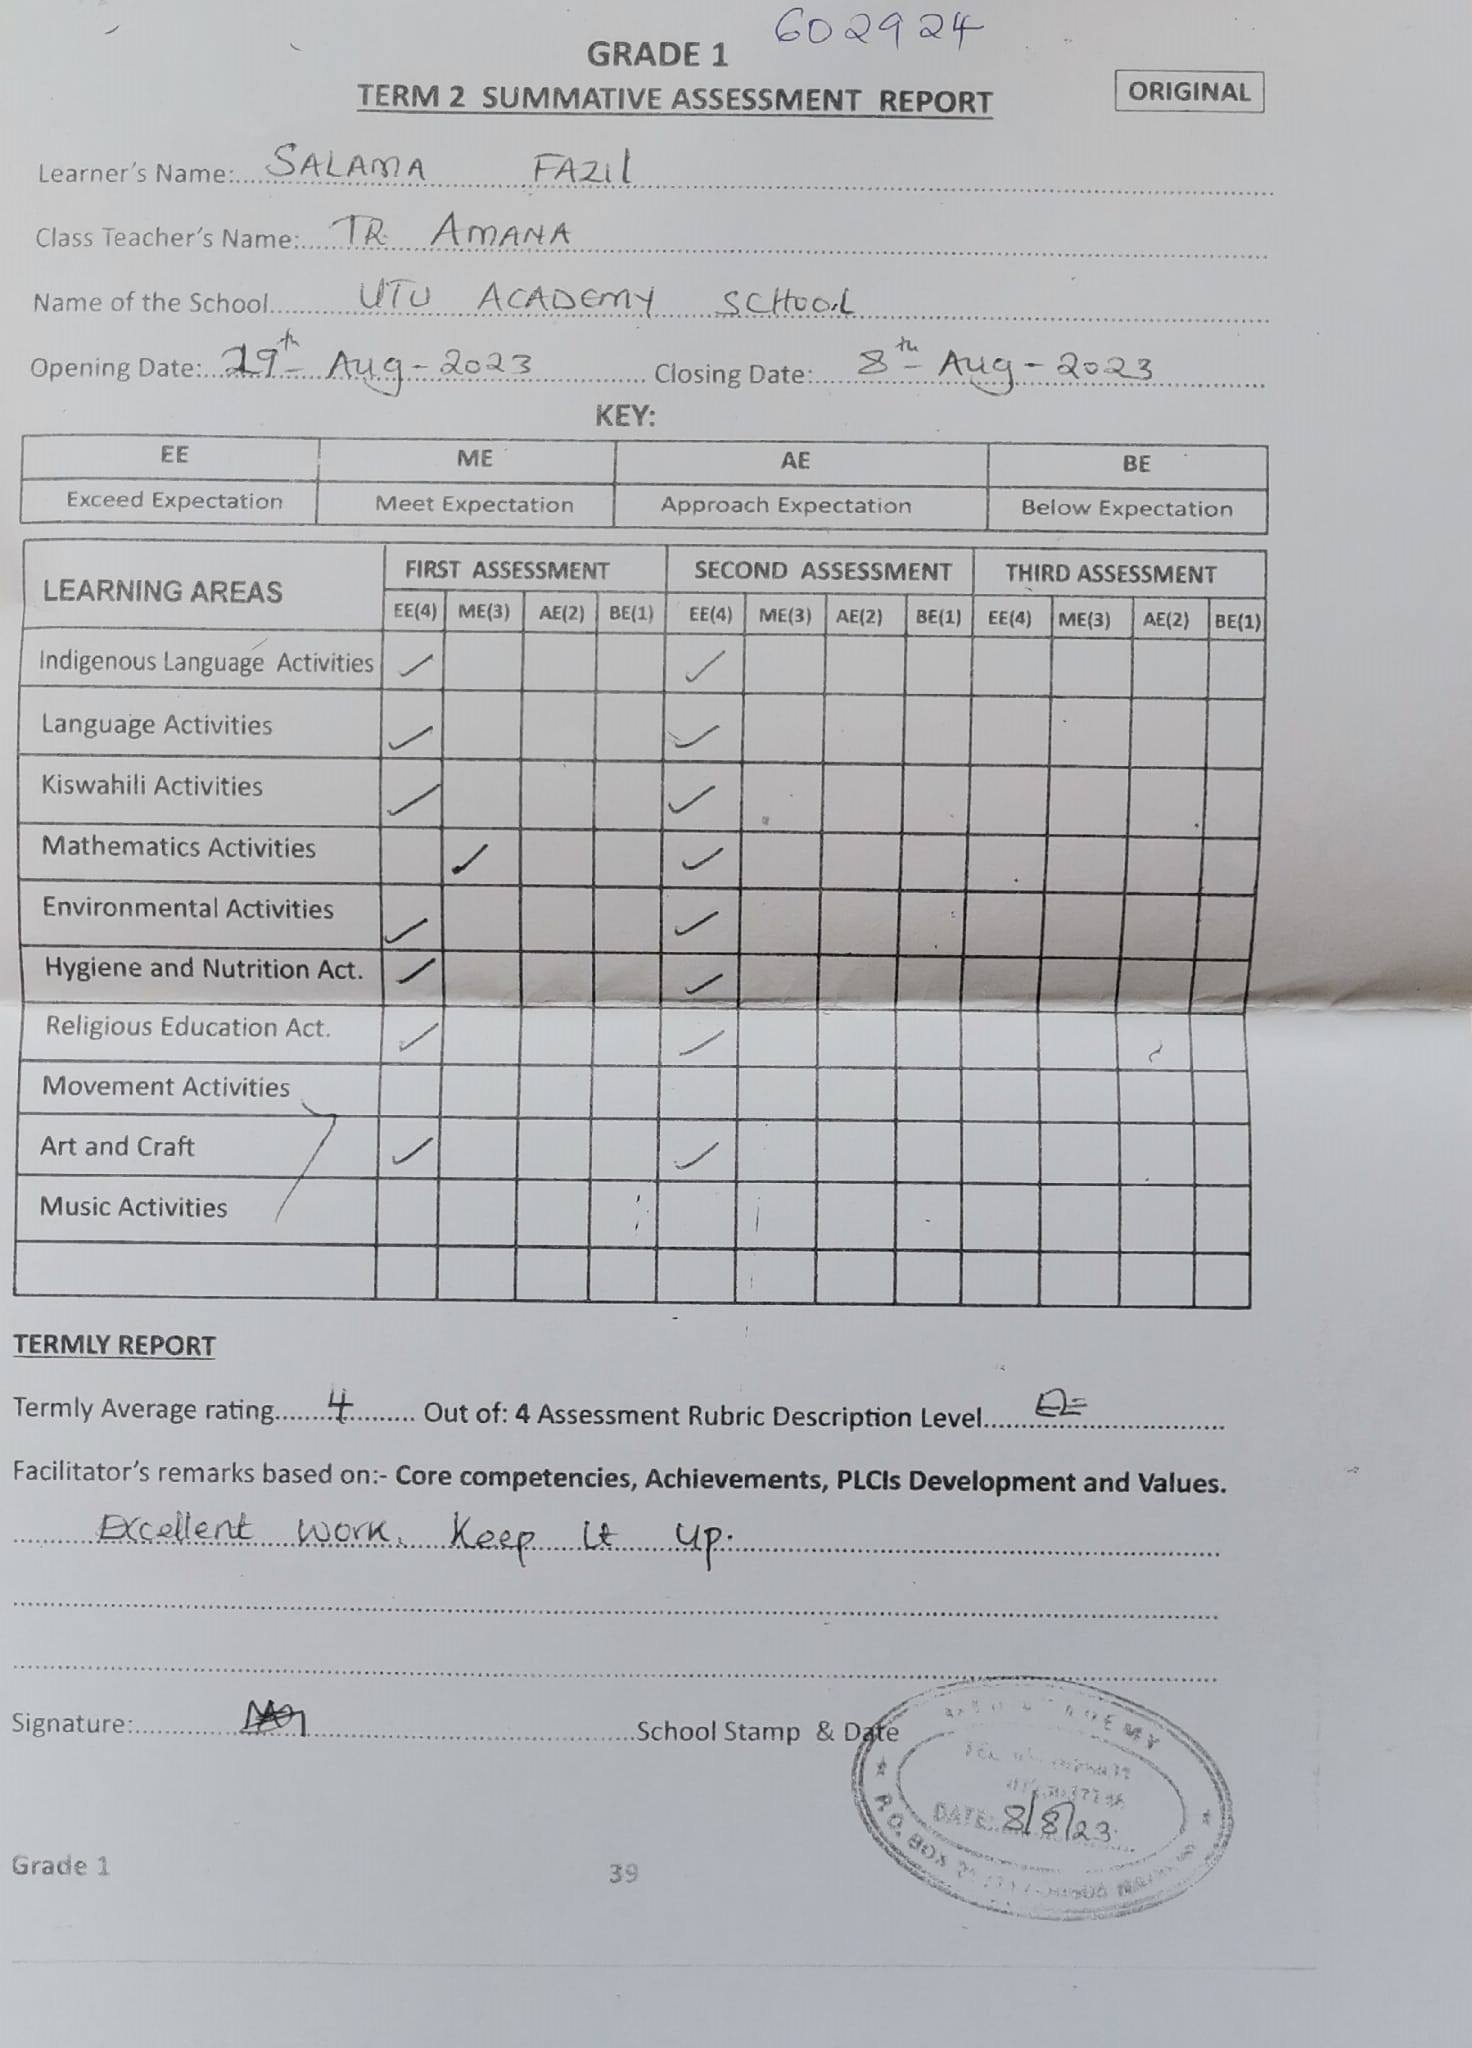 602924
GRADE 1
TERM 2 SUMMATIVE ASSESSMENT REPORT
ORIGINAL
Learner's Name:....SALAMA FAZIL
Class Teacher's Name:....TR AMANA
Name of the School....UTU ACADEMY SCHOOL
Opening Date:....29th Aug-2023.... Closing Date:....8th Aug-2023
KEY:
EE ME AE BE
Exceed Expectation Meet Expectation Approach Expectation Below Expectation
LEARNING AREAS FIRST ASSESSMENT SECOND ASSESSMENT THIRD ASSESSMENT
EE(4) ME(3) AE(2) BE(1) EE(4) ME(3) AE(2) BE(1) EE(4) ME(3) AE(2) BE(1)
Indigenous Language Activities ✓ ✓
Language Activities ✓ ✓
Kiswahili Activities ✓ ✓
Mathematics Activities ✓ ✓
Environmental Activities ✓ ✓
Hygiene and Nutrition Act. ✓ ✓
Religious Education Act. ✓ ✓
Movement Activities
Art and Craft ✓ ✓
Music Activities
TERMLY REPORT
Termly Average rating....4.... Out of: 4 Assessment Rubric Description Level....EE
Facilitator's remarks based on:- Core competencies, Achievements, PLCIs Development and Values.
Excellent work. Keep it up.
Signature:.... School Stamp & Date
P.O. BOX
DATE: 8/8/23
Grade 1 39